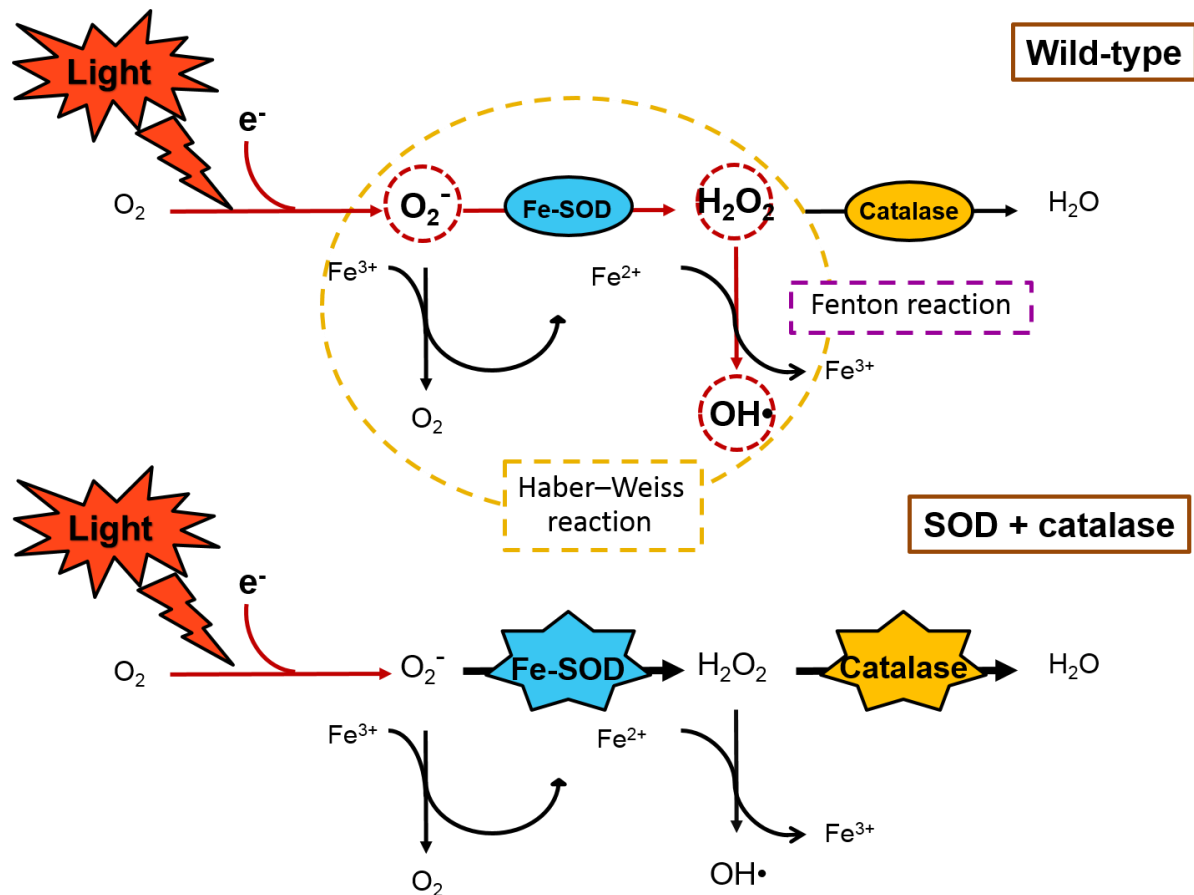 Light
Wild-type
e⁻
O₂
O₂⁻
Fe-SOD
H₂O₂
Catalase
H₂O
Fe³⁺
Fe²⁺
Fenton reaction
Fe³⁺
O₂
OH•
Haber–Weiss
reaction
Light
SOD + catalase
e⁻
O₂
O₂⁻
Fe-SOD
H₂O₂
Catalase
H₂O
Fe³⁺
Fe²⁺
Fe³⁺
O₂
OH•